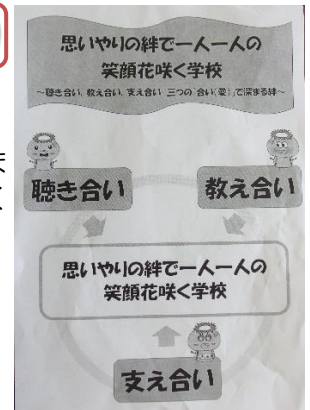 思いやりの絆で一人一人の
笑顔花咲く学校
～聴き合い、教え合い、支え合い 三つの「合い(愛)」で深まる絆～
聴き合い
教え合い
思いやりの絆で一人一人の
笑顔花咲く学校
支え合い